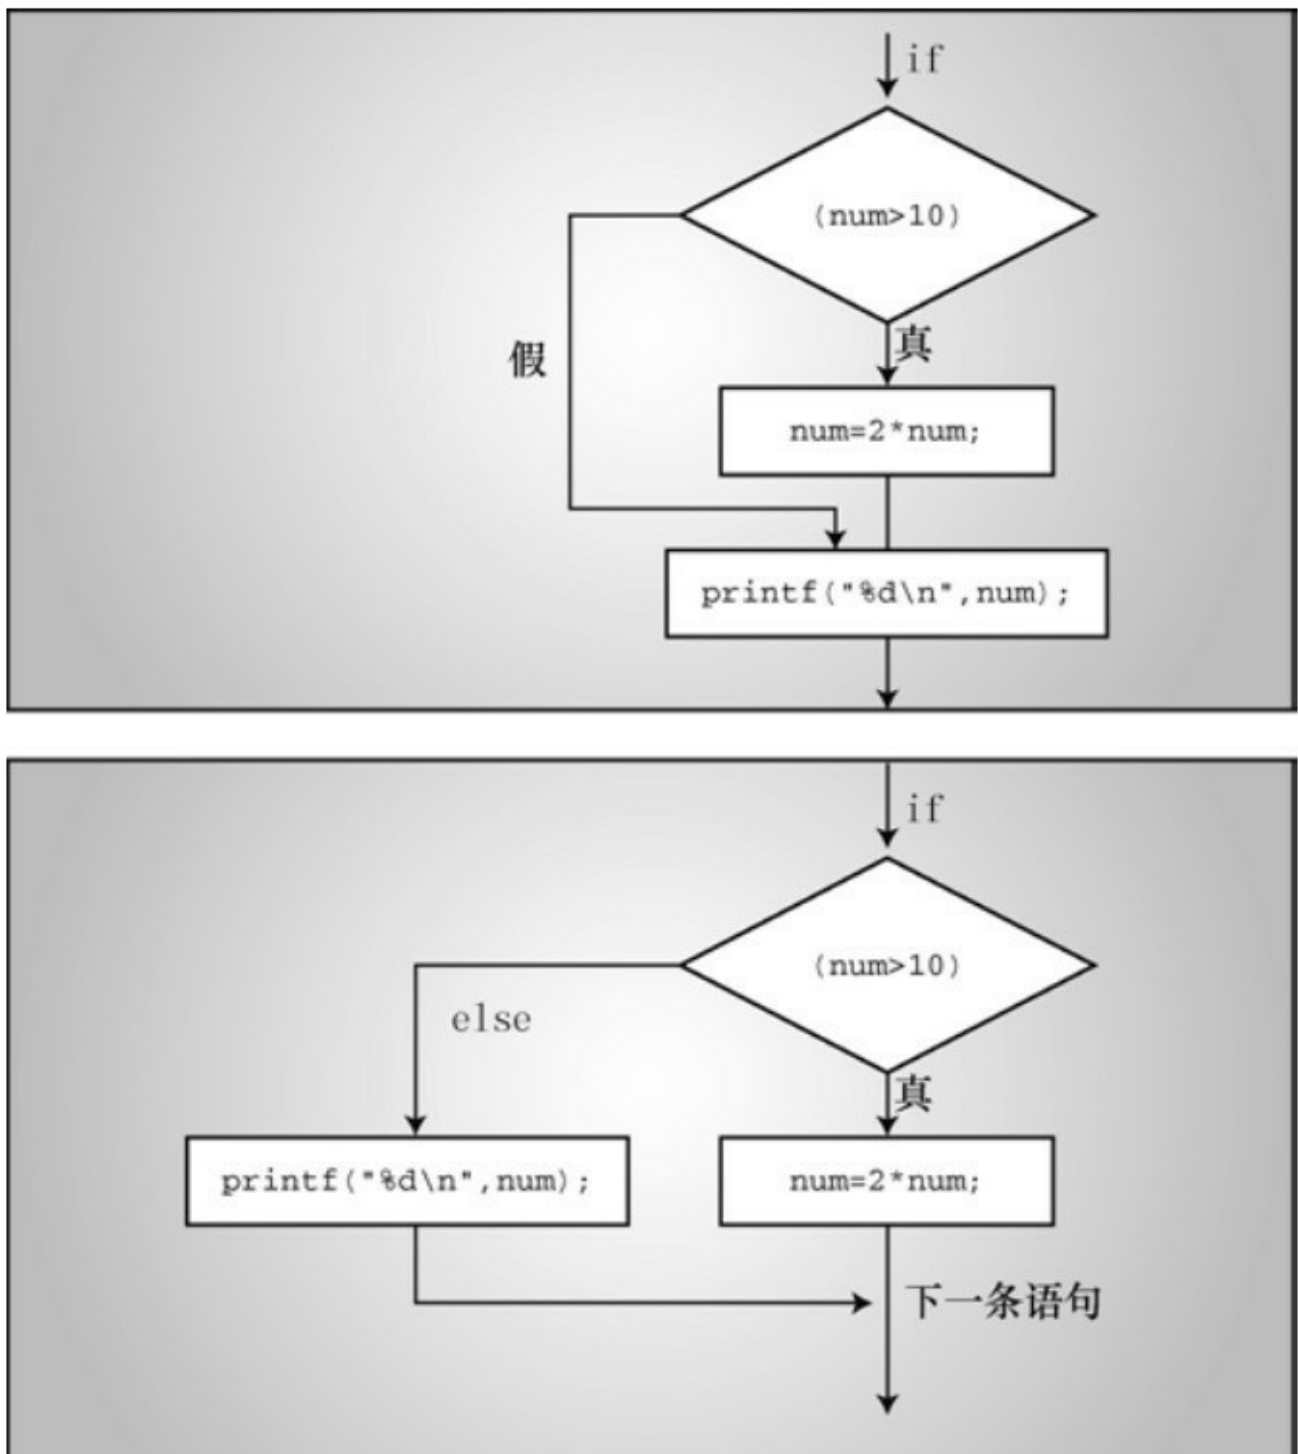 if
(num>10)
真
假
num=2*num;
printf("%d\n",num);
if
(num>10)
else
真
printf("%d\n",num);
num=2*num;
下一条语句